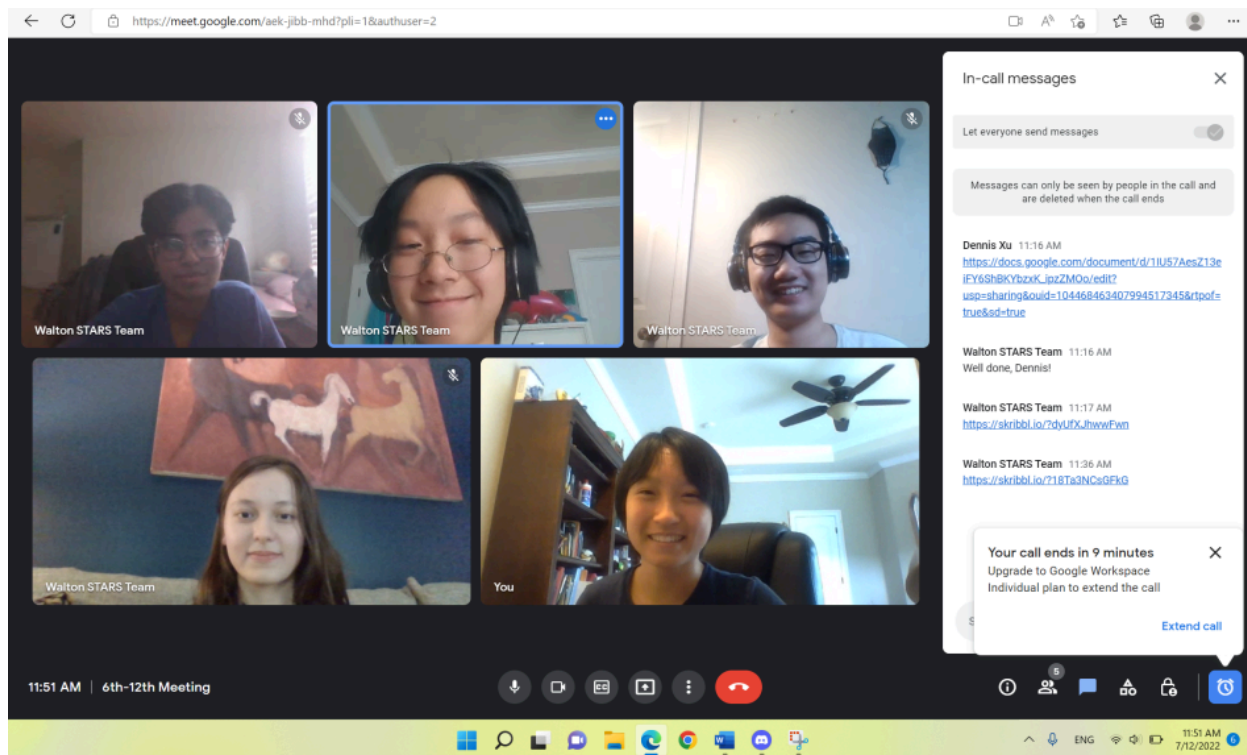 https://meet.google.com/aek-jibb-mhd?pli=1&authuser=2
Walton STARS Team
Walton STARS Team
Walton STARS Team
Walton STARS Team
You
In-call messages
Let everyone send messages
Messages can only be seen by people in the call and
are deleted when the call ends
Dennis Xu 11:16 AM
https://docs.google.com/document/d/1IU57AesZ13e
iFY6ShBKYbzxK_ipzZMOo/edit?
usp=sharing&ouid=104468463407994517345&rtpof=
true&sd=true
Walton STARS Team 11:16 AM
Well done, Dennis!
Walton STARS Team 11:17 AM
https://skribbl.io/?dyUfXJhwwFwn
Walton STARS Team 11:36 AM
https://skribbl.io/?18Ta3NCsGFkG
Your call ends in 9 minutes
Upgrade to Google Workspace
Individual plan to extend the call
Extend call
11:51 AM | 6th-12th Meeting
5
ENG
11:51 AM
7/12/2022
6